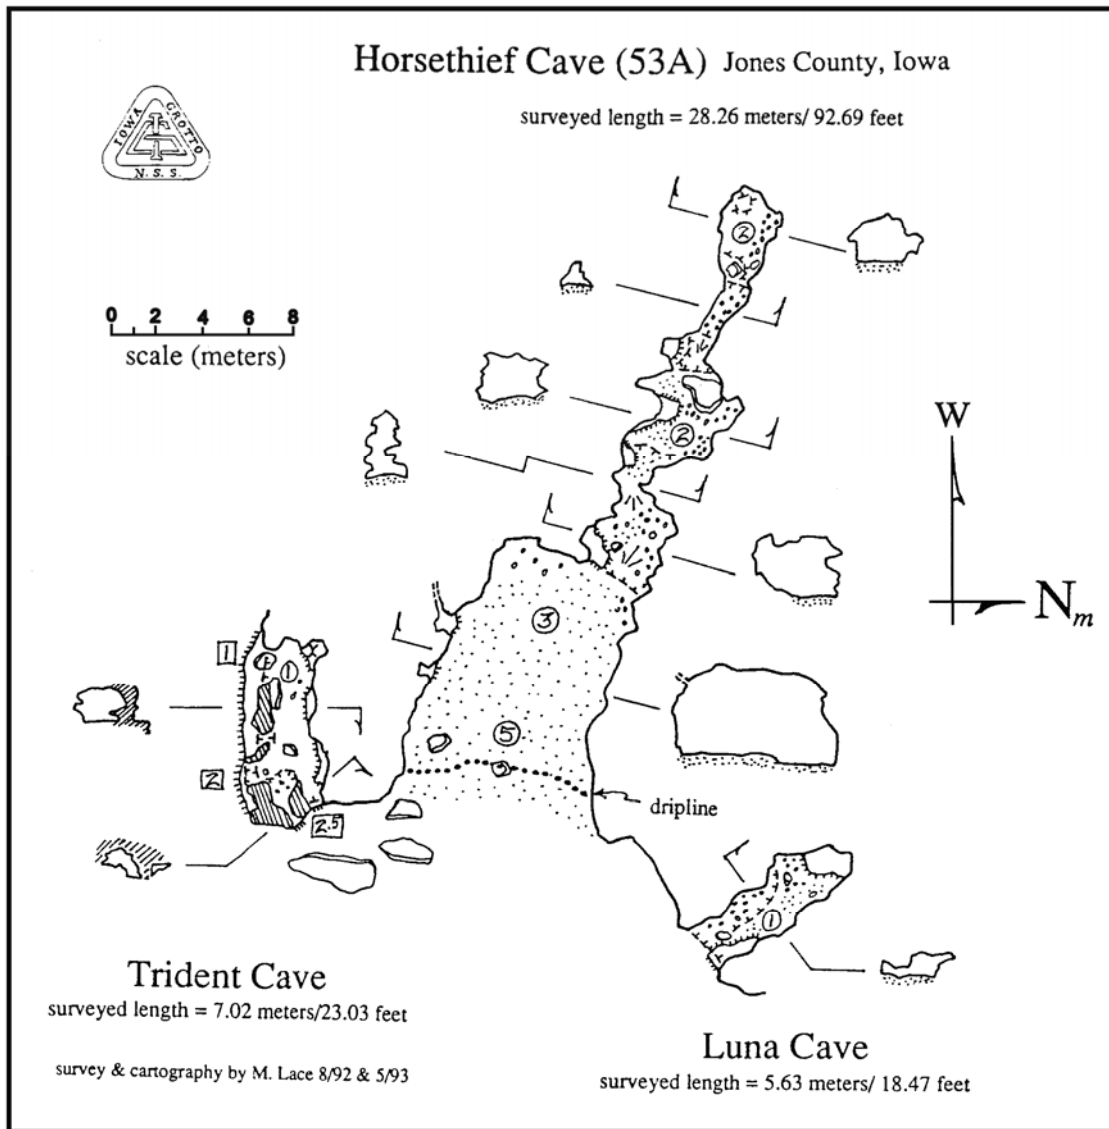 Horsethief Cave (53A) Jones County, Iowa
surveyed length = 28.26 meters/ 92.69 feet
IOWA GROTTO
N. S. S.
0 2 4 6 8
scale (meters)
2
2
W
N m
3
1
1
5
2
2.5
dripline
1
Trident Cave
surveyed length = 7.02 meters/23.03 feet
survey & cartography by M. Lace 8/92 & 5/93
Luna Cave
surveyed length = 5.63 meters/ 18.47 feet